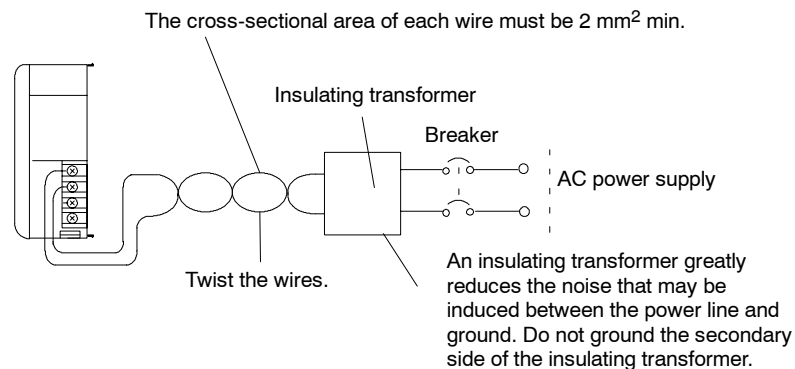 The cross-sectional area of each wire must be 2 mm² min.
Insulating transformer
Breaker
AC power supply
Twist the wires.
An insulating transformer greatly
reduces the noise that may be
induced between the power line and
ground. Do not ground the secondary
side of the insulating transformer.